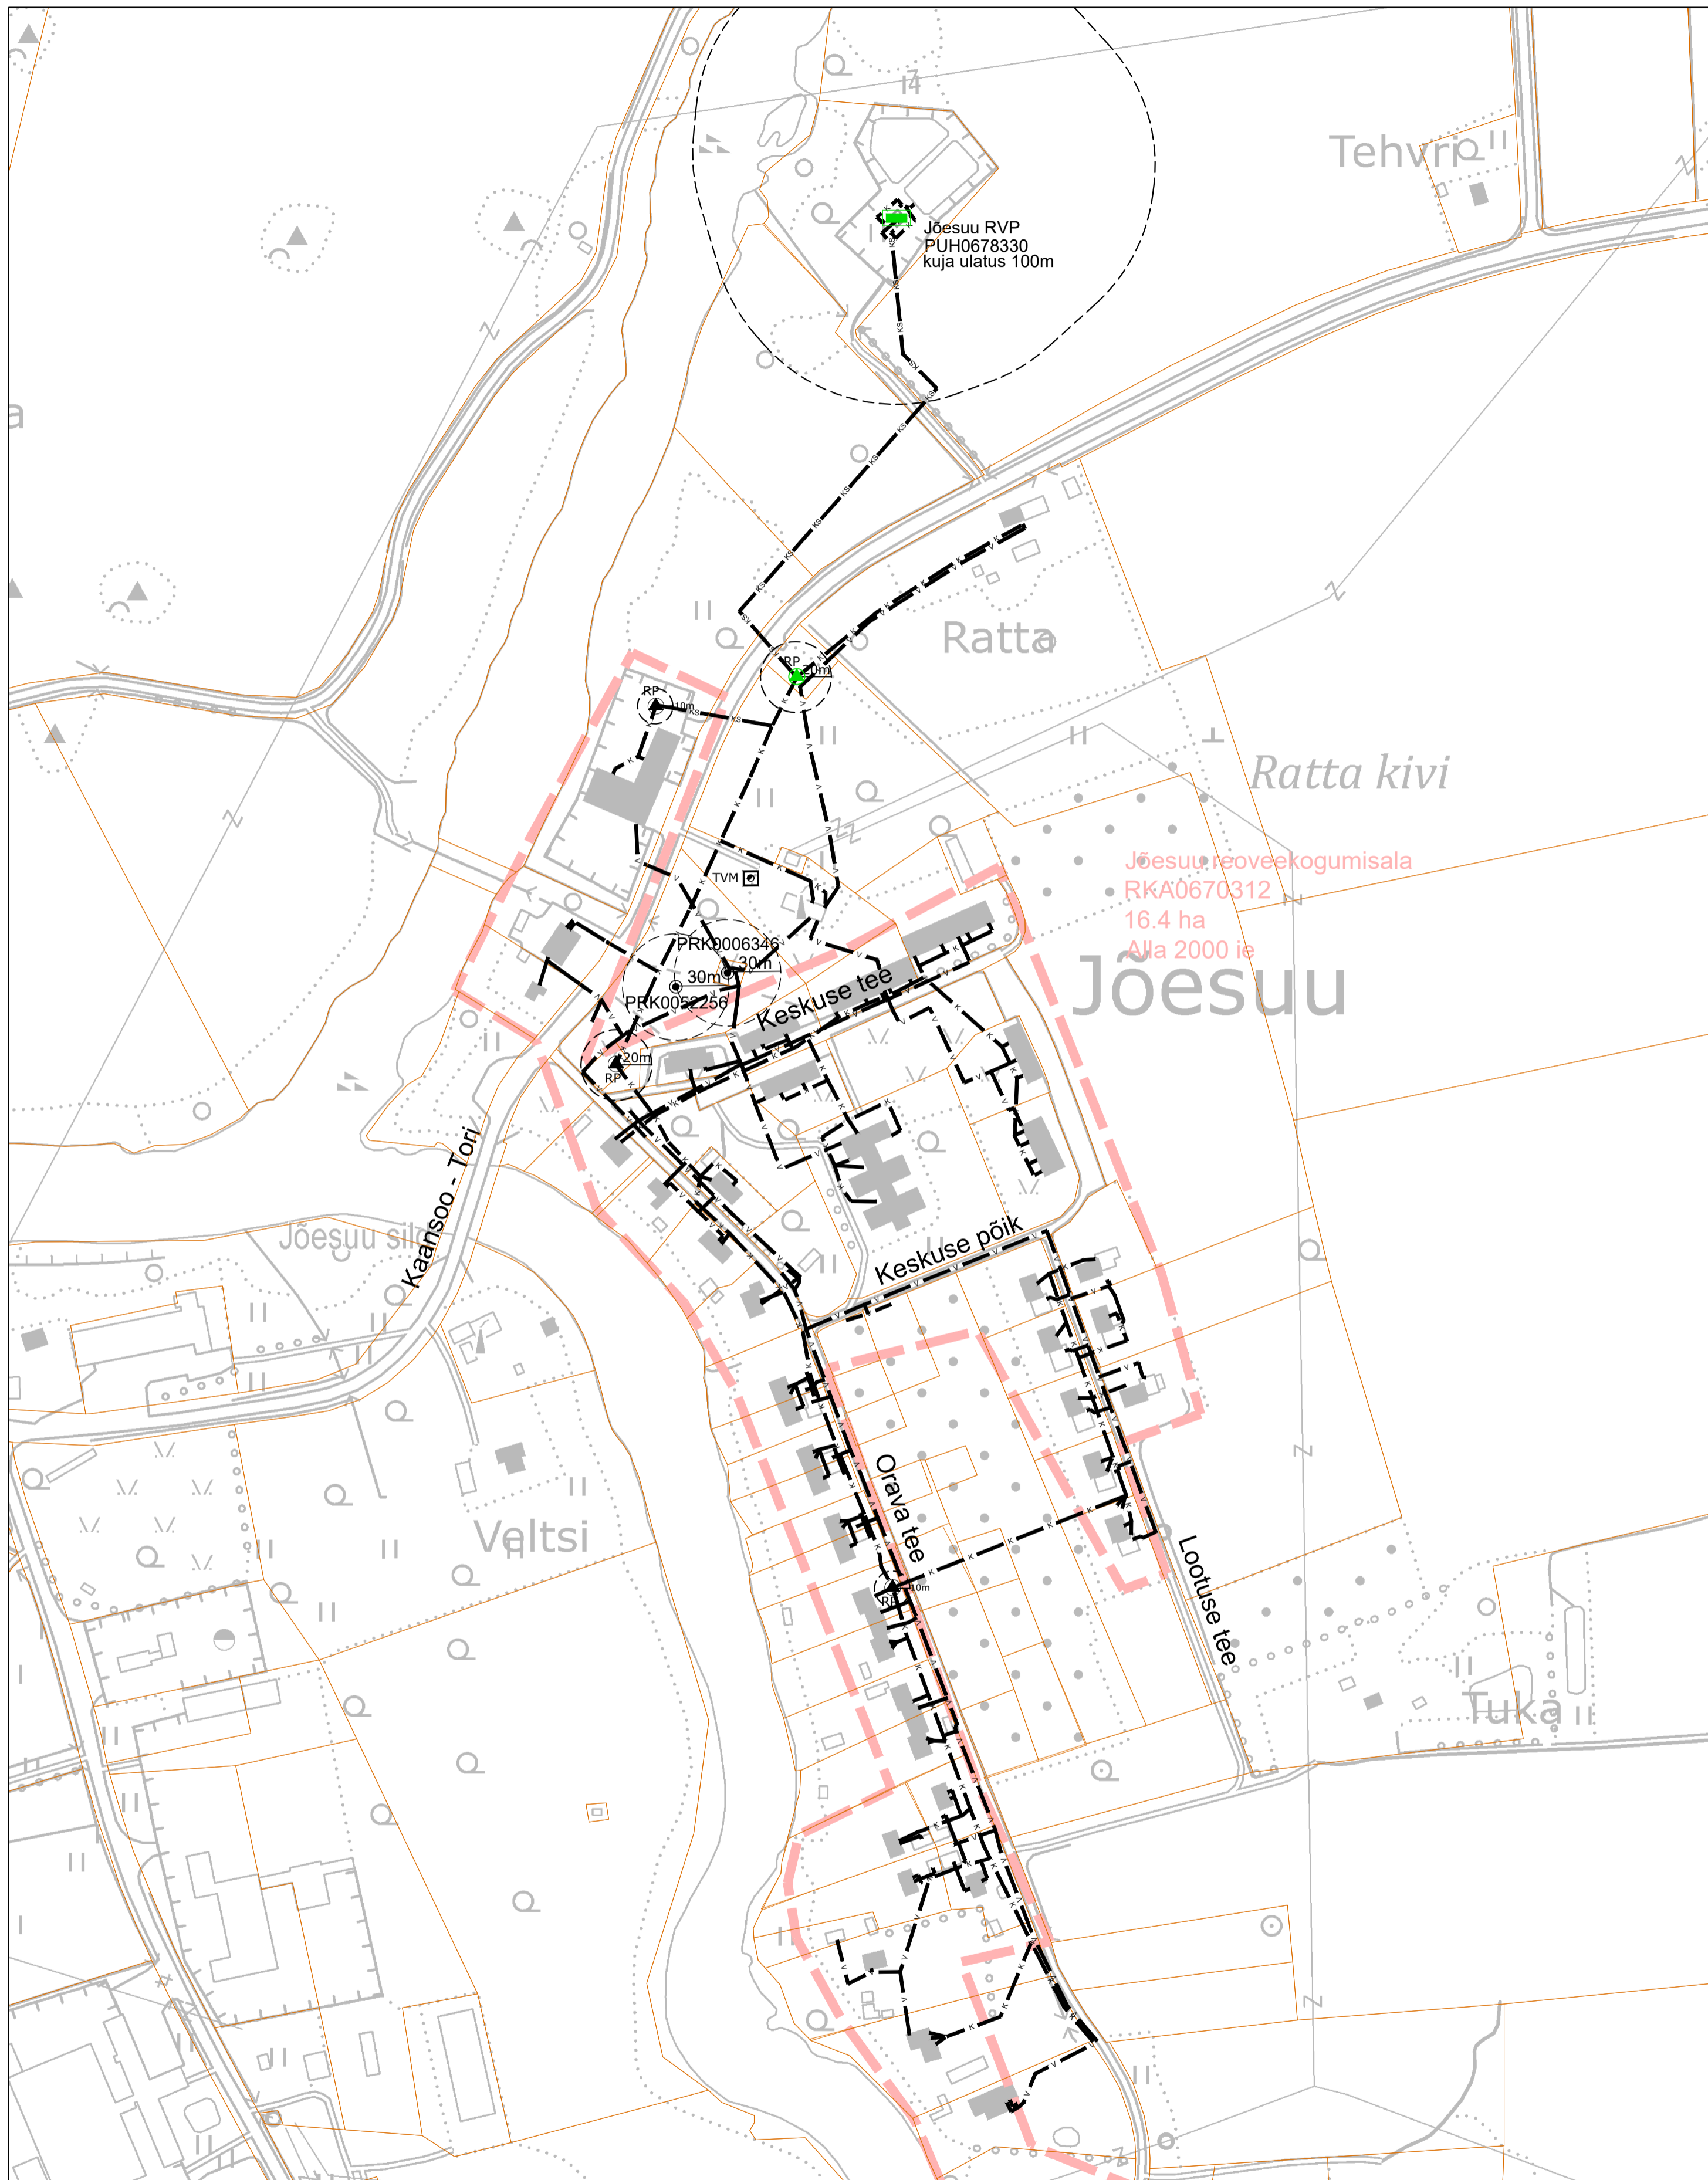 Tehvri
Jõesuu RVP
PUH0678330
kuja ulatus 100m
a
Ratta
RP
20m
RP
10m
Ratta kivi
Jõesuu reoveekogumisala
RKA0670312
16.4 ha
Alla 2000 ie
TVM
Jõesuu
PRK0006346
30m
30m
PRK0052256
Keskuse tee
20m
RP
Kaansoo - Tori
Jõesuu sild
Keskuse põik
Orava tee
Veltsi
Lootuse tee
10m
RP
Tuka